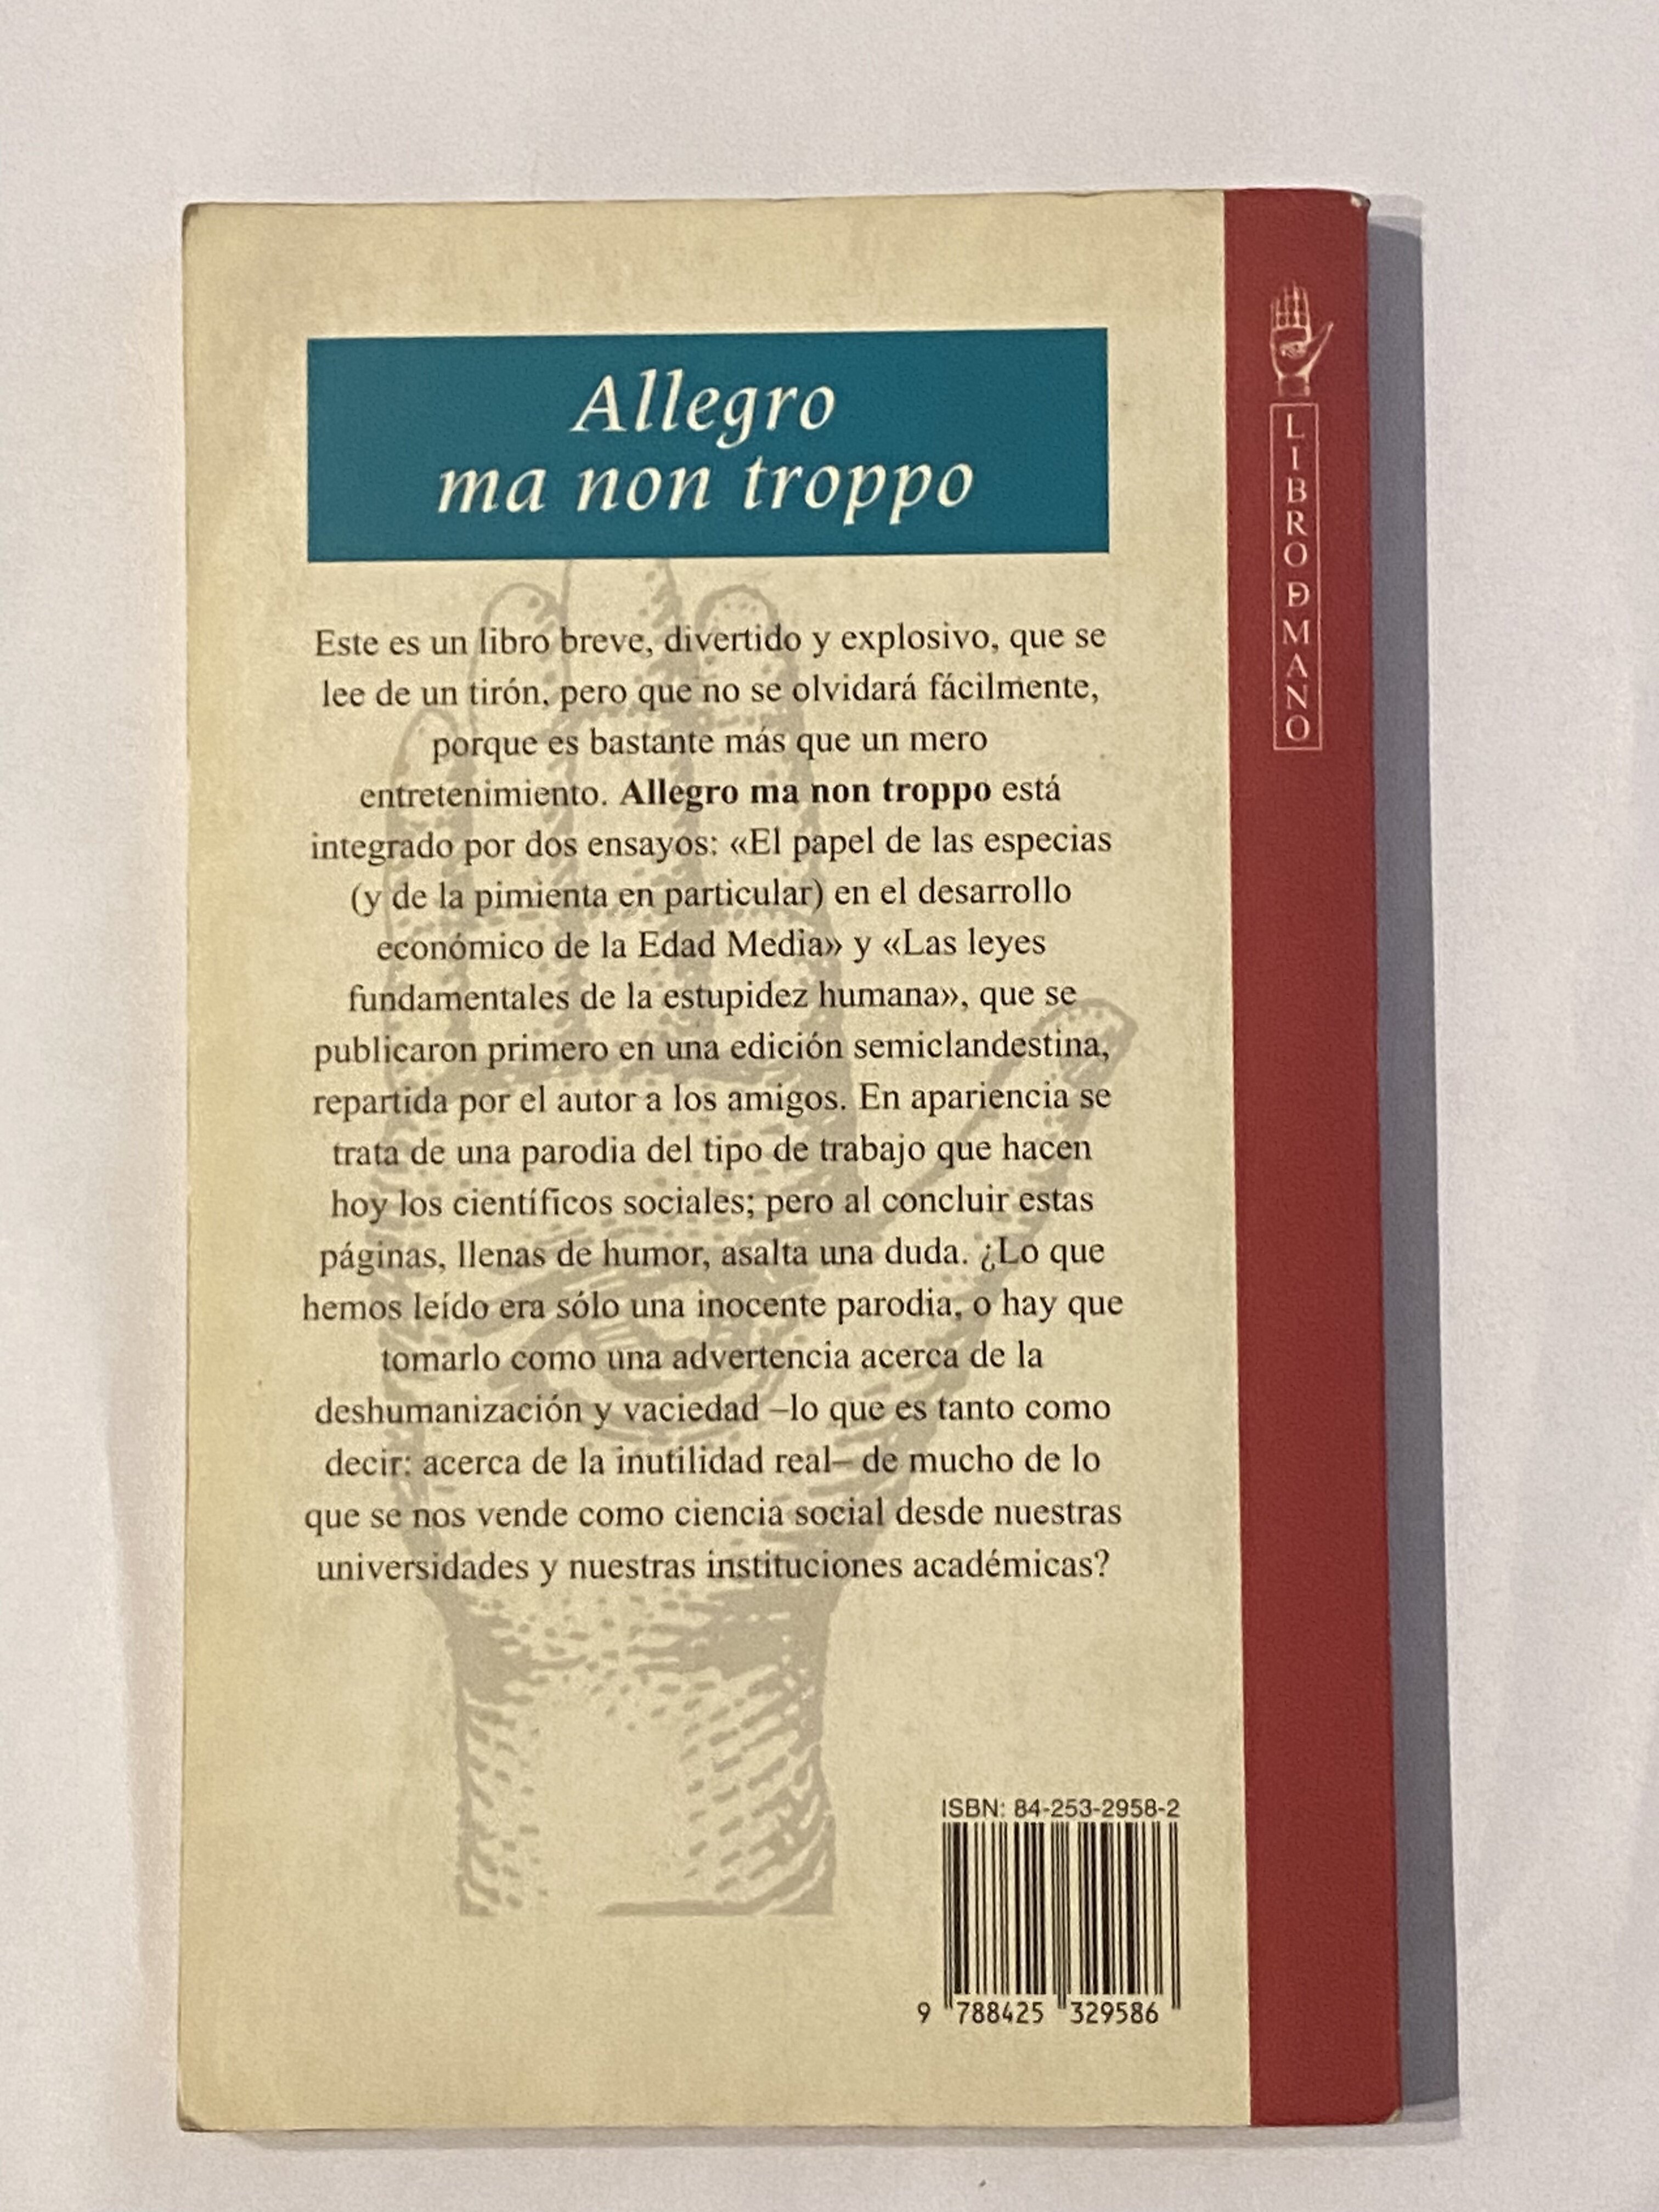 Allegro
ma non troppo
Este es un libro breve, divertido y explosivo, que se
lee de un tirón, pero que no se olvidará fácilmente,
porque es bastante más que un mero
entretenimiento. Allegro ma non troppo está
integrado por dos ensayos: «El papel de las especias
(y de la pimienta en particular) en el desarrollo
económico de la Edad Media» y «Las leyes
fundamentales de la estupidez humana», que se
publicaron primero en una edición semiclandestina,
repartida por el autor a los amigos. En apariencia se
trata de una parodia del tipo de trabajo que hacen
hoy los científicos sociales; pero al concluir estas
páginas, llenas de humor, asalta una duda. ¿Lo que
hemos leído era sólo una inocente parodia, o hay que
tomarlo como una advertencia acerca de la
deshumanización y vaciedad –lo que es tanto como
decir: acerca de la inutilidad real– de mucho de lo
que se nos vende como ciencia social desde nuestras
universidades y nuestras instituciones académicas?
ISBN: 84-253-2958-2
9 788425 329586
LIBRO DE MANO